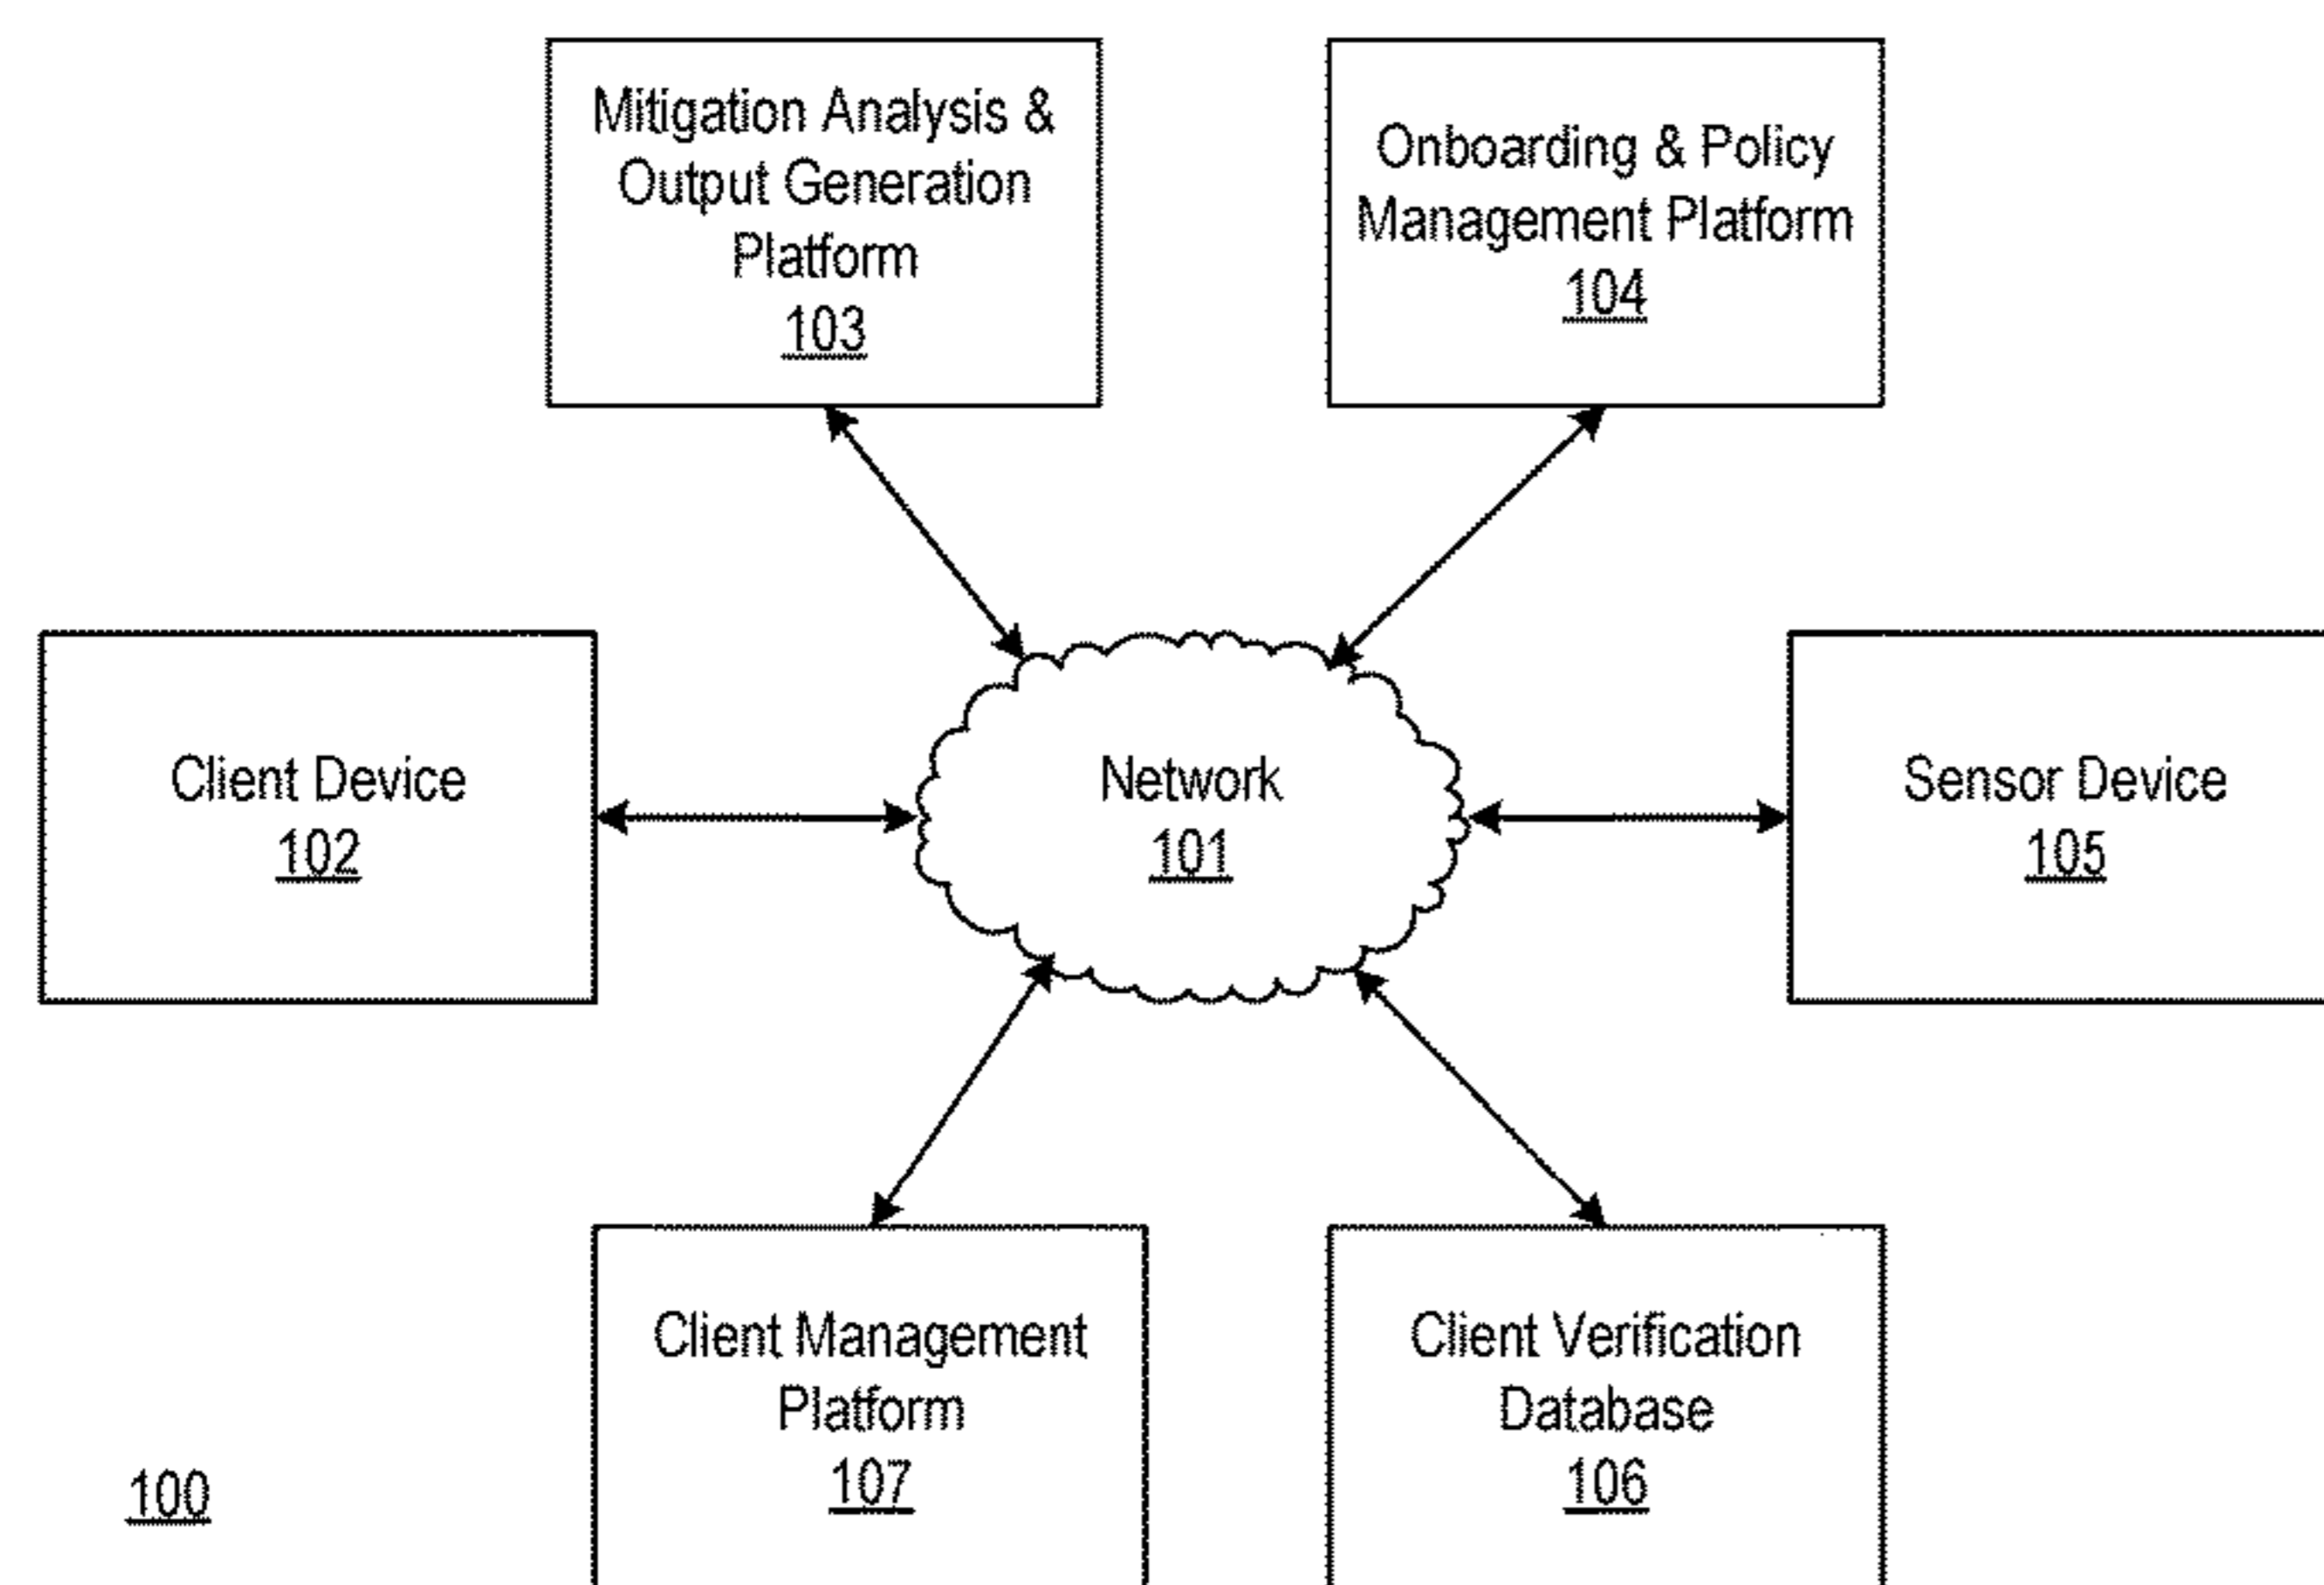 Mitigation Analysis &
Output Generation
Platform
103
Onboarding & Policy
Management Platform
104
Client Device
102
Network
101
Sensor Device
105
Client Management
Platform
107
Client Verification
Database
106
100